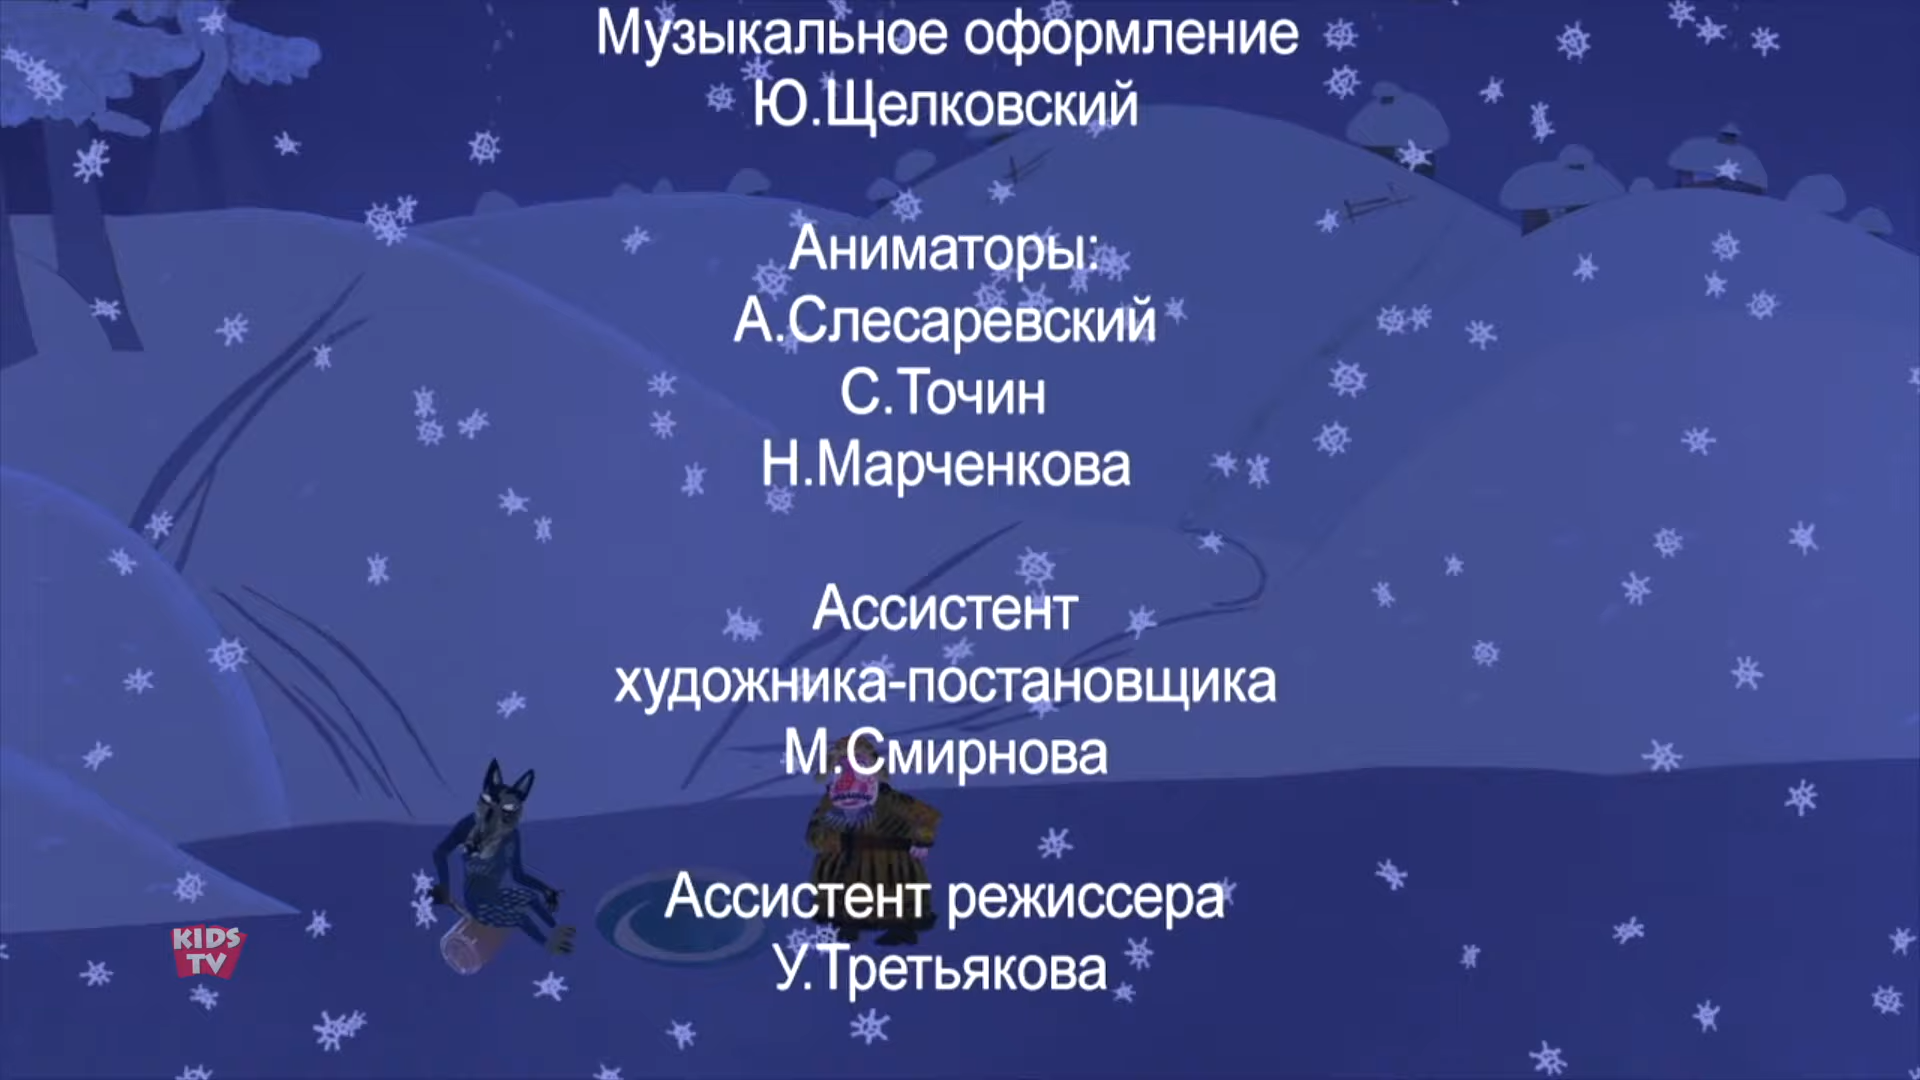 Музыкальное оформление
Ю.Щелковский
Аниматоры:
А.Слесаревский
С.Точин
Н.Марченкова
Ассистент
художника-постановщика
М.Смирнова
Ассистент режиссера
У.Третьякова
KIDS
TV